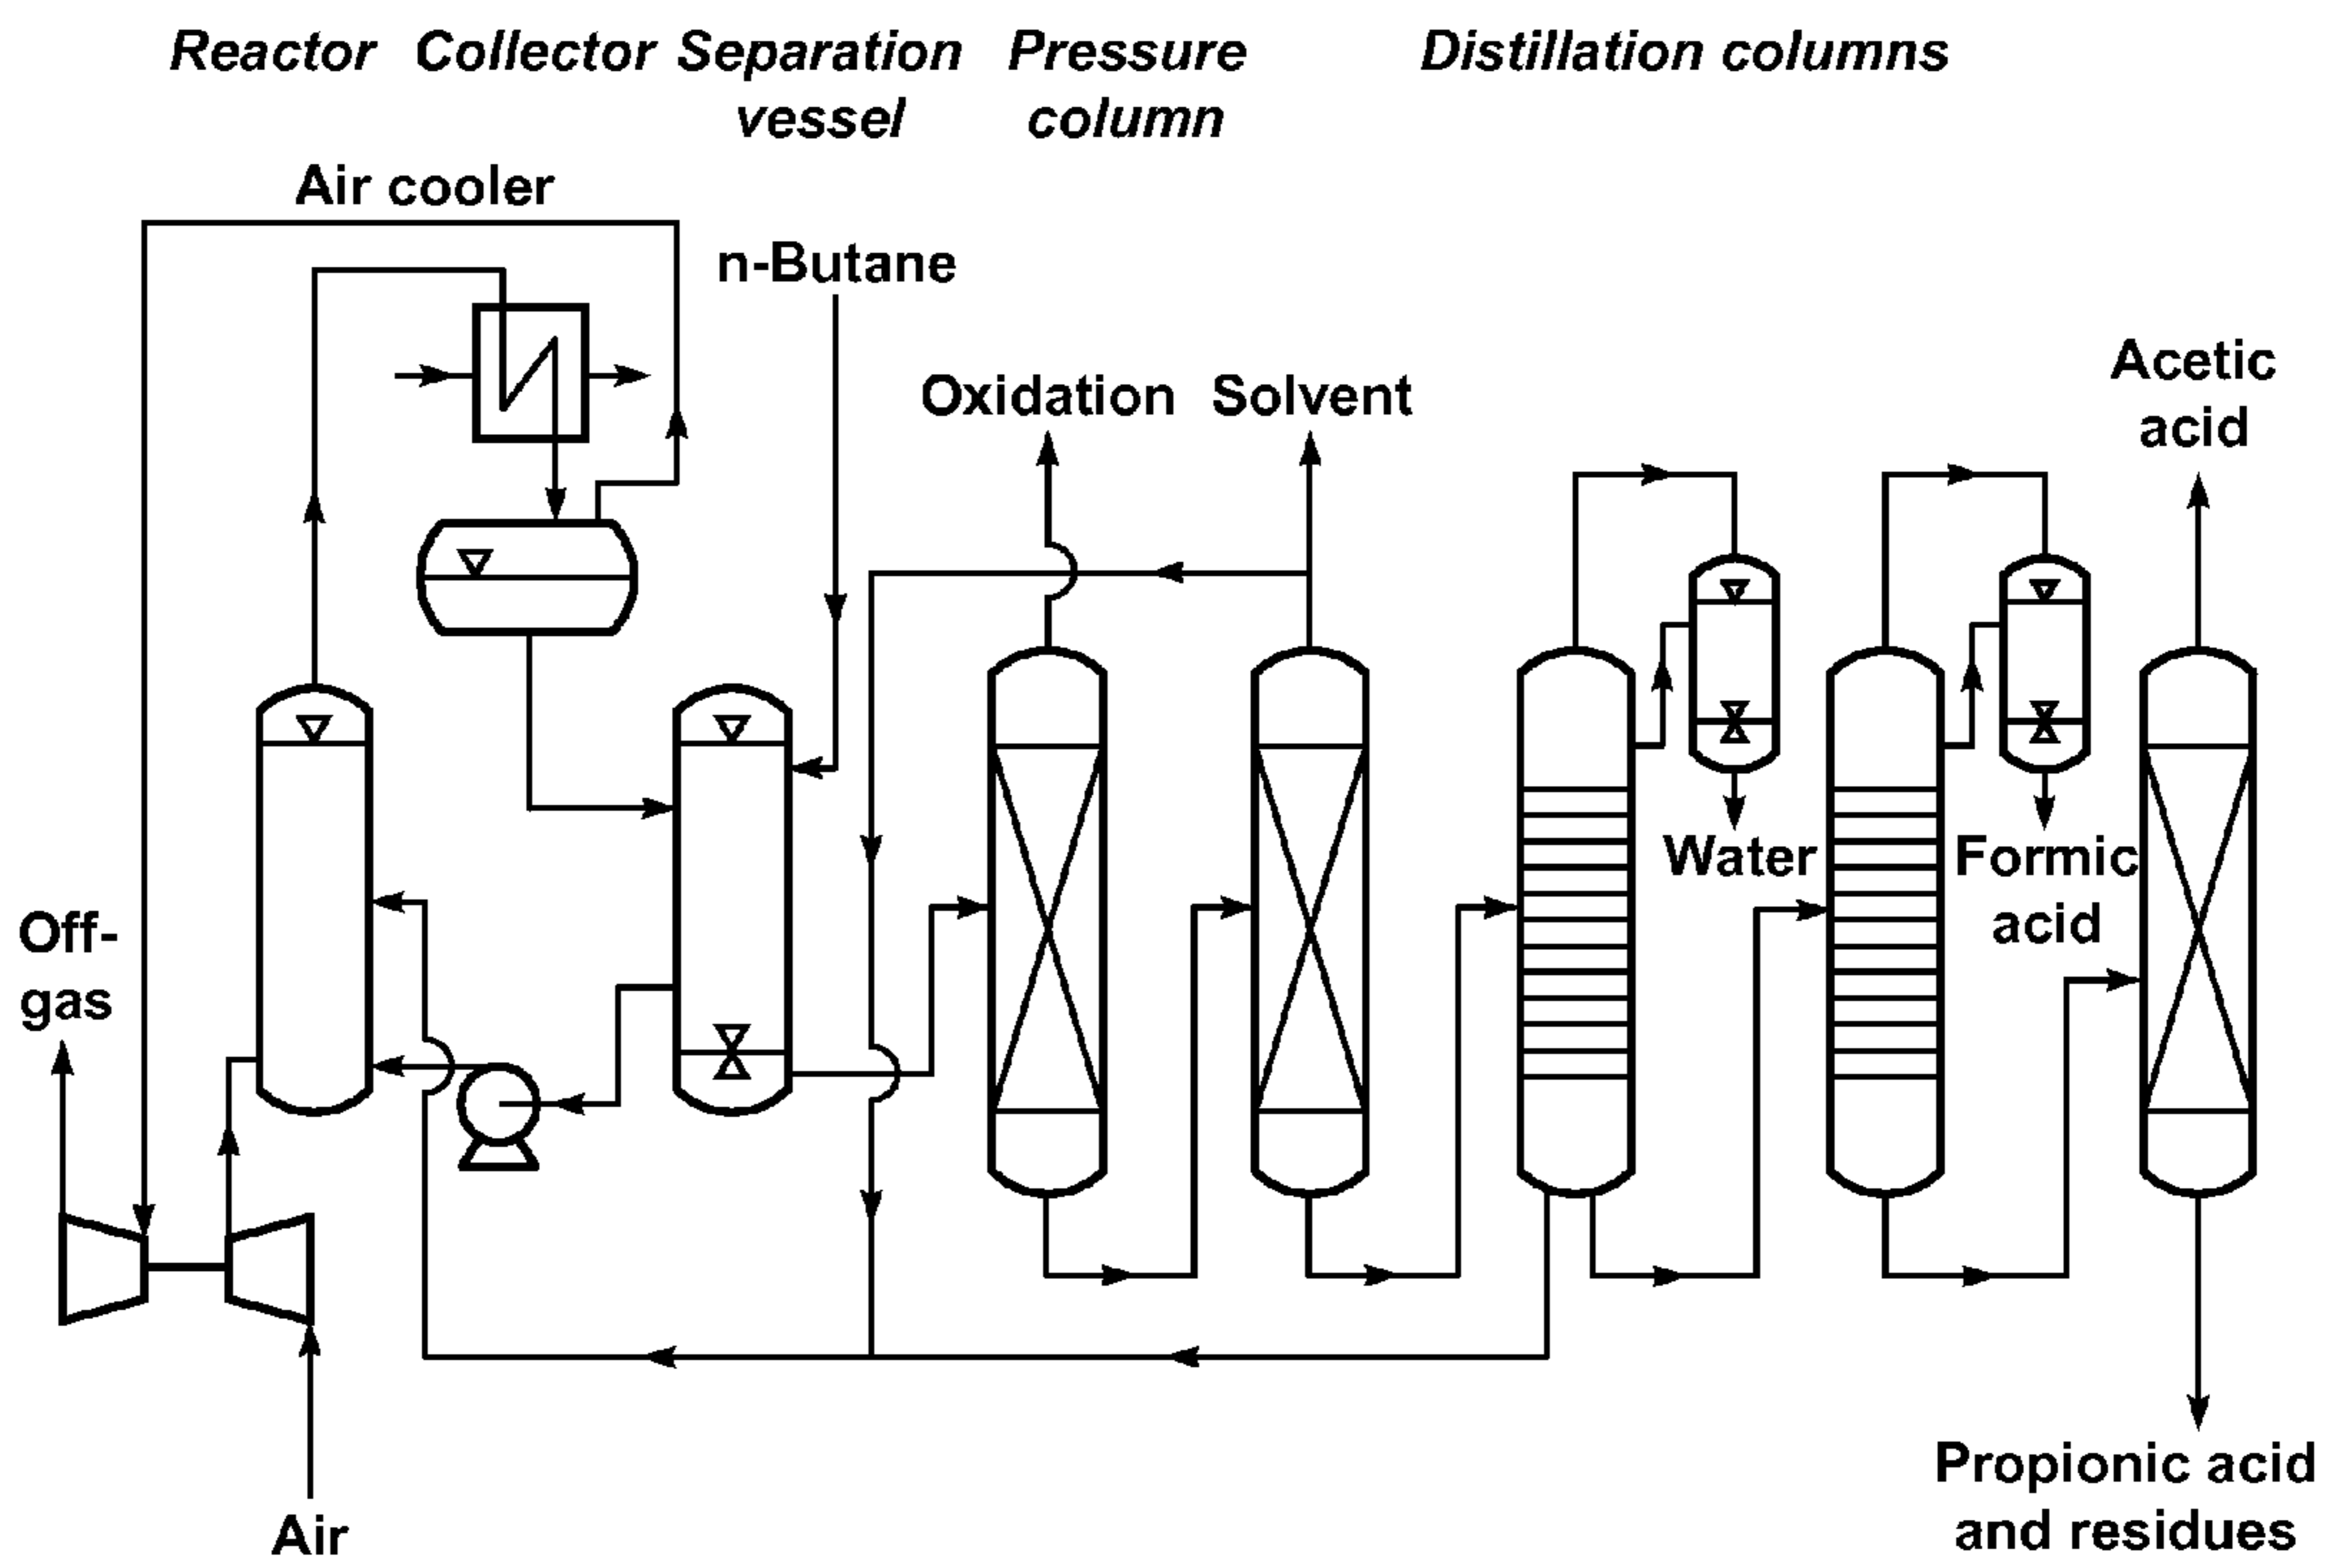 Reactor Collector Separation vessel Pressure column Distillation columns
Air cooler
n-Butane
Oxidation
Solvent
Acetic
acid
Water
Formic
acid
Off-
gas
Air
Propionic acid
and residues